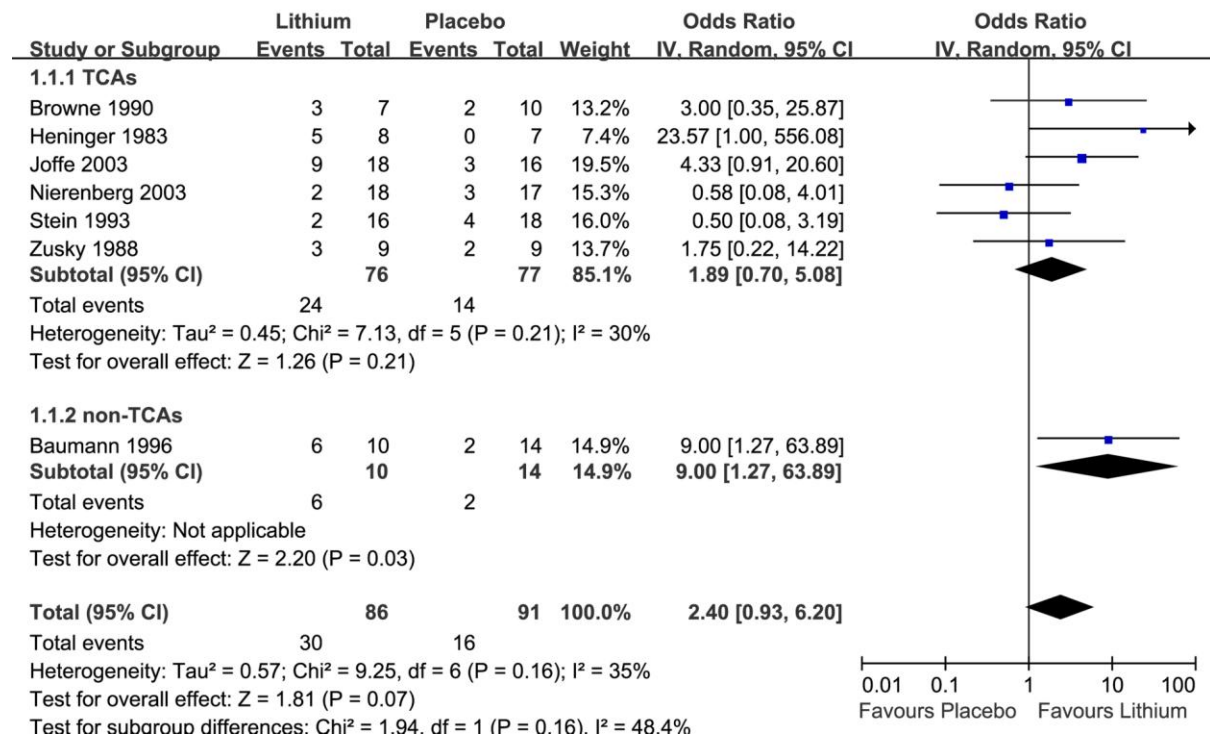 Lithium Placebo Odds Ratio Odds Ratio
Study or Subgroup Events Total Events Total Weight IV, Random, 95% CI IV, Random, 95% CI
1.1.1 TCAs
Browne 1990 3 7 2 10 13.2% 3.00 [0.35, 25.87]
Heninger 1983 5 8 0 7 7.4% 23.57 [1.00, 556.08]
Joffe 2003 9 18 3 16 19.5% 4.33 [0.91, 20.60]
Nierenberg 2003 2 18 3 17 15.3% 0.58 [0.08, 4.01]
Stein 1993 2 16 4 18 16.0% 0.50 [0.08, 3.19]
Zusky 1988 3 9 2 9 13.7% 1.75 [0.22, 14.22]
Subtotal (95% CI) 76 77 85.1% 1.89 [0.70, 5.08]
Total events 24 14
Heterogeneity: Tau² = 0.45; Chi² = 7.13, df = 5 (P = 0.21); I² = 30%
Test for overall effect: Z = 1.26 (P = 0.21)
1.1.2 non-TCAs
Baumann 1996 6 10 2 14 14.9% 9.00 [1.27, 63.89]
Subtotal (95% CI) 10 14 14.9% 9.00 [1.27, 63.89]
Total events 6 2
Heterogeneity: Not applicable
Test for overall effect: Z = 2.20 (P = 0.03)
Total (95% CI) 86 91 100.0% 2.40 [0.93, 6.20]
Total events 30 16
Heterogeneity: Tau² = 0.57; Chi² = 9.25, df = 6 (P = 0.16); I² = 35%
Test for overall effect: Z = 1.81 (P = 0.07)
Test for subgroup differences: Chi² = 1.94, df = 1 (P = 0.16), I² = 48.4%
0.01 0.1 1 10 100
Favours Placebo Favours Lithium